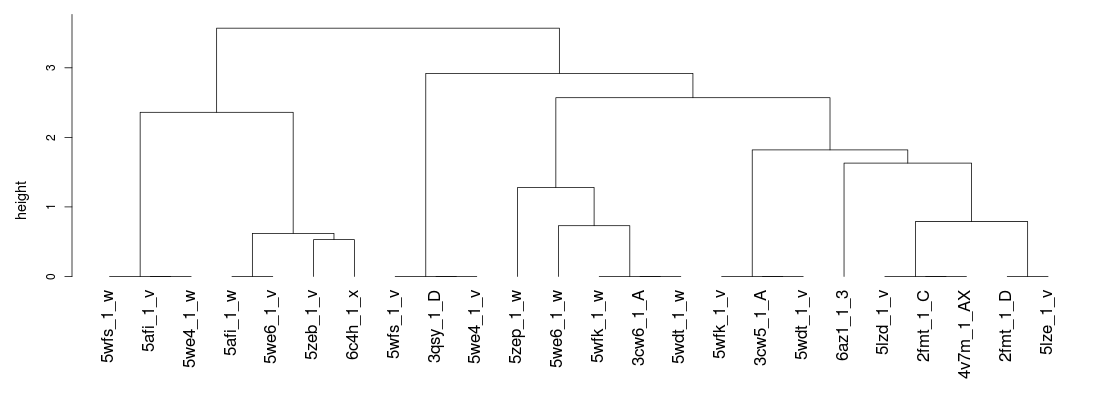 height
3
2
1
0
5wfs_1_w
5afi_1_v
5we4_1_w
5afi_1_w
5we6_1_v
5zeb_1_v
6c4h_1_x
5wfs_1_v
3qsy_1_D
5we4_1_v
5zep_1_w
5we6_1_w
5wfk_1_w
3cw6_1_A
5wdt_1_w
5wfk_1_v
3cw5_1_A
5wdt_1_v
6az1_1_3
5lzd_1_v
2fmt_1_C
4v7m_1_AX
2fmt_1_D
5lze_1_v